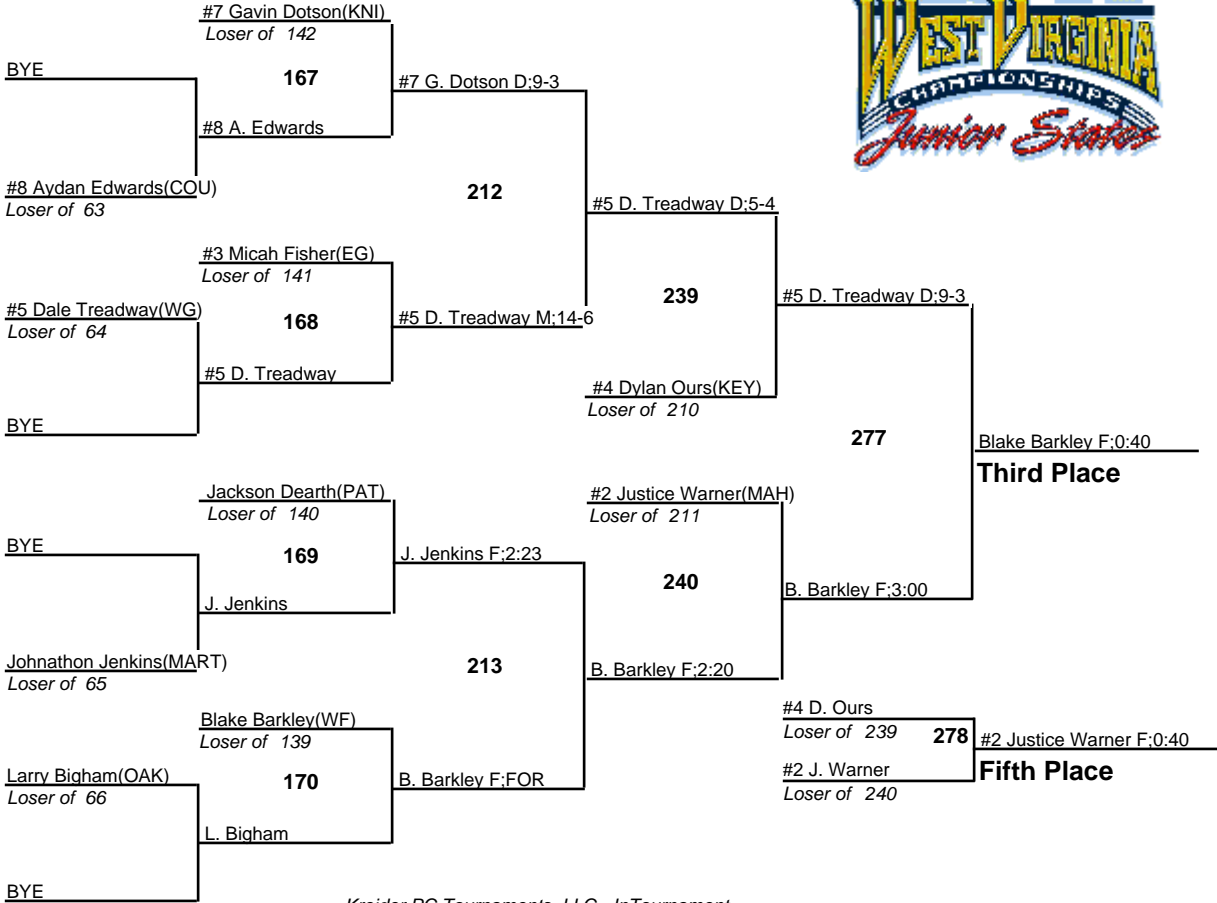 #7 Gavin Dotson(KNI)
Loser of 142
WEST VIRGINIA
CHAMPIONSHIPS
Junior States
BYE
167
#7 G. Dotson D;9-3
#8 A. Edwards
#8 Aydan Edwards(COU)
Loser of 63
212
#5 D. Treadway D;5-4
#3 Micah Fisher(EG)
Loser of 141
#5 Dale Treadway(WG)
Loser of 64
168
#5 D. Treadway M;14-6
239
#5 D. Treadway D;9-3
#5 D. Treadway
#4 Dylan Ours(KEY)
Loser of 210
BYE
277
Blake Barkley F;0:40
Third Place
Jackson Dearth(PAT)
Loser of 140
#2 Justice Warner(MAH)
Loser of 211
BYE
169
J. Jenkins F;2:23
240
J. Jenkins
B. Barkley F;3:00
Johnathon Jenkins(MART)
Loser of 65
213
B. Barkley F;2:20
Blake Barkley(WF)
Loser of 139
#4 D. Ours
Loser of 239
278
#2 Justice Warner F;0:40
Fifth Place
Larry Bigham(OAK)
Loser of 66
170
B. Barkley F;FOR
#2 J. Warner
Loser of 240
L. Bigham
BYE